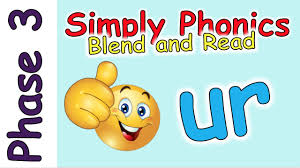 Phase 3
Simply Phonics
Blend and Read
ur